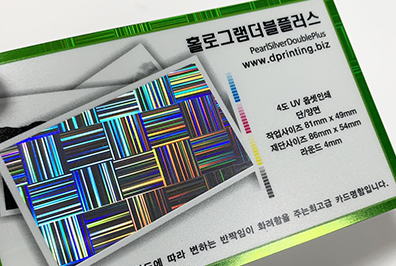 홀로그램더블플러스
PearlSilverDoublePlus
www.dprinting.biz
4도 UV 옵셋인쇄
단/양면
작업사이즈 81mm x 49mm
재단사이즈 86mm x 54mm
라운드 4mm
에 따라 변하는 반짝임이 화려함을 주는최고급 카드명함입니다.